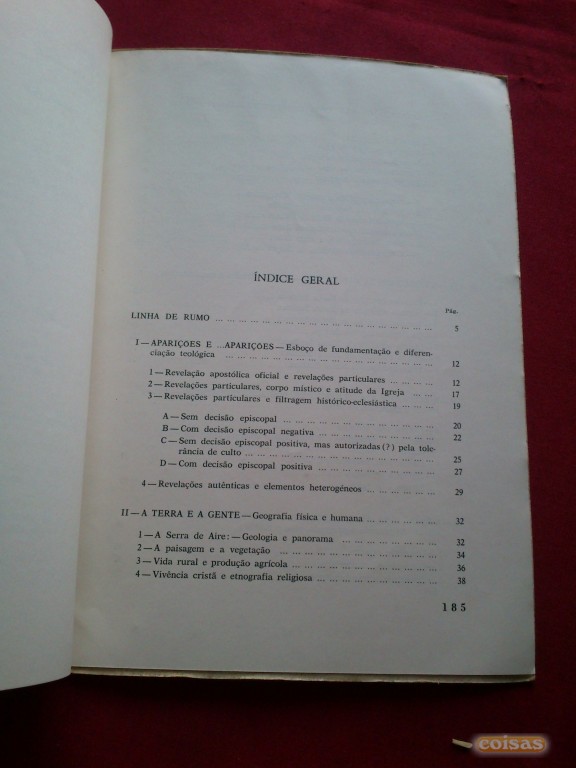 ÍNDICE GERAL
Pág.
LINHA DE RUMO ... ... ... ... ... ... ... ... ... ... ... ... ... ... ... ... ... ... 5
I — APARIÇÕES E ...APARIÇÕES — Esboço de fundamentação e diferen-
ciação teológica ... ... ... ... ... ... ... ... ... ... ... ... ... ... ... ... ... 12
1 — Revelação apostólica oficial e revelações particulares ... ... ... ... 12
2 — Revelações particulares, corpo místico e atitude da Igreja ... ... ... 17
3 — Revelações particulares e filtragem histórico-eclesiástica ... ... ... 19
A — Sem decisão episcopal ... ... ... ... ... ... ... ... ... ... ... ... 20
B — Com decisão episcopal negativa ... ... ... ... ... ... ... ... ... ... 22
C — Sem decisão episcopal positiva, mas autorizadas (?) pela tole-
rância de culto ... ... ... ... ... ... ... ... ... ... ... ... ... ... ... 25
D — Com decisão episcopal positiva ... ... ... ... ... ... ... ... ... ... 27
4 — Revelações autênticas e elementos heterogéneos ... ... ... ... ... ... 29
II — A TERRA E A GENTE — Geografia física e humana ... ... ... ... ... ... 32
1 — A Serra de Aire: — Geologia e panorama ... ... ... ... ... ... ... ... 32
2 — A paisagem e a vegetação ... ... ... ... ... ... ... ... ... ... ... ... 34
3 — Vida rural e produção agrícola ... ... ... ... ... ... ... ... ... ... ... 36
4 — Vivência cristã e etnografia religiosa ... ... ... ... ... ... ... ... ... 38
185
coisas